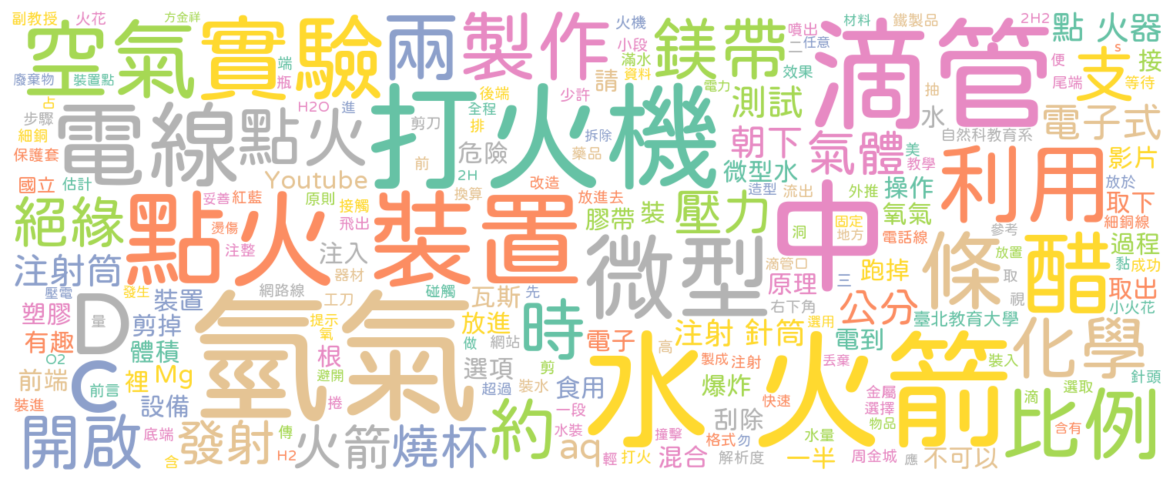 副教授 火花 方金祥
空氣 實驗 兩 製作 火機 小段 滿水 資料 鎂帶 噴出 二 任意 效果 滴管 材料 鐵製品 2H2 點火器
廢棄物 裝置點 端 瓶 後端 全程 少許 請 電力 測試 抽 便 s 支 接 尾端 等待
占 步驟 細銅 保護套 電線 H2O 進 點火 剪刀 前 打火機 排 危險 2H 拆除 藥品 朝下 氣體 水 美 教學 自然科教育系 電子式
國立 估計 妥善 紅藍 Youtube 原則 換算 改造 放進去 微型水 造型 流出 外推 操作 利用 影片 放於 取下
絕緣 點火 燙傷 注整 接觸 飛出 裝置 膠帶 裝 壓力 中 洞 固定 地方 氧氣 電話線 參考 細銅線 過程
注射筒 注入 器材 微型 滴管口 原理 三 跑掉 條 放置 取 視 醋 黏 成功 取出
壓電 塑膠 D 量 發生 裝置 網路線 工刀 碰觸 瓦斯 先 時 右下角 公分 臺北教育大學 小火花
有趣 剪掉 體積 氫氣 提示 氧 根 避開 放進 做 網站 電子 注射 針筒 選用 電到 化學
O2 前端 前言 c 裡 Mg 選項 剪 高 水火箭 製成 注射 丟棄 裝入 選取 針頭
裝進 設備 捲 超過 裝水 食用 爆炸 快速 金屬 選擇 物品 滴 含有 比例
開啟 底端 含 發射 傳 H2 火箭 燒杯 約 一段 水裝 aq 輕 打火 撞擊 格式 勿 混合 刮除 解析度 水量 一半 周金城 應 不可以